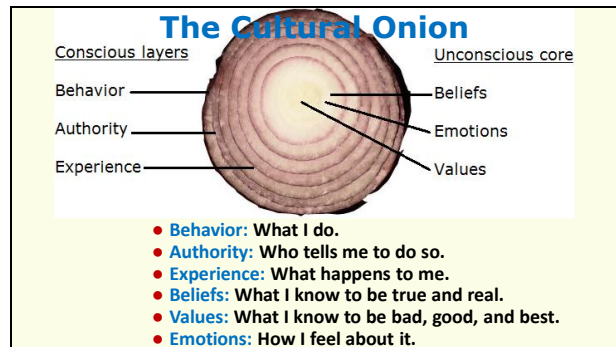 The Cultural Onion
Conscious layers
Unconscious core
Behavior
Beliefs
Authority
Emotions
Experience
Values
● Behavior: What I do.
● Authority: Who tells me to do so.
● Experience: What happens to me.
● Beliefs: What I know to be true and real.
● Values: What I know to be bad, good, and best.
● Emotions: How I feel about it.